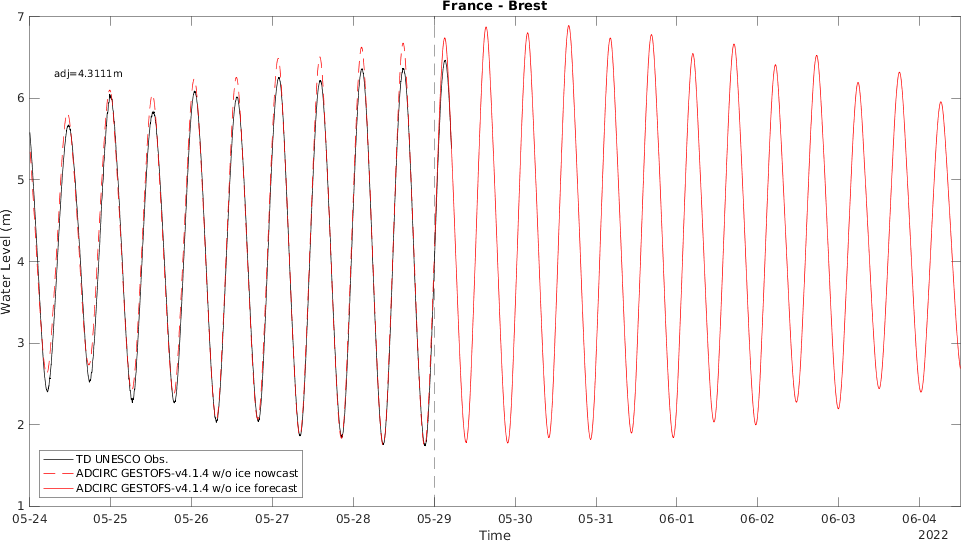 France - Brest
7
6
5
4
3
2
1
Water Level (m)
adj=4.3111m
TD UNESCO Obs.
ADCIRC GESTOFS-v4.1.4 w/o ice nowcast
ADCIRC GESTOFS-v4.1.4 w/o ice forecast
05-24 05-25 05-26 05-27 05-28 05-29 05-30 05-31 06-01 06-02 06-03 06-04
Time
2022